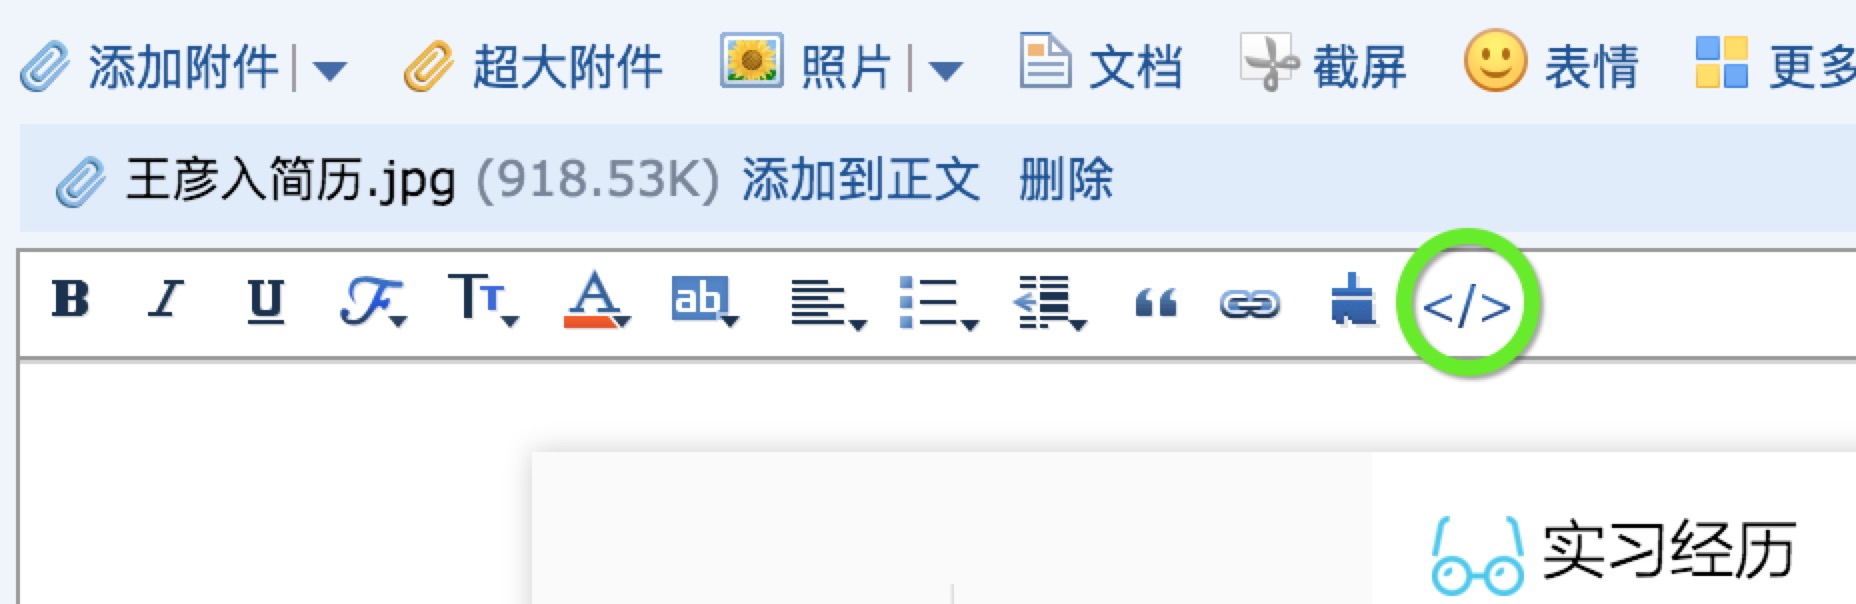 添加附件 超大附件 照片 文档 截屏 表情 更多
王彦入简历.jpg (918.53K) 添加到正文 删除
B I U F TT A ab “ </>
实习经历